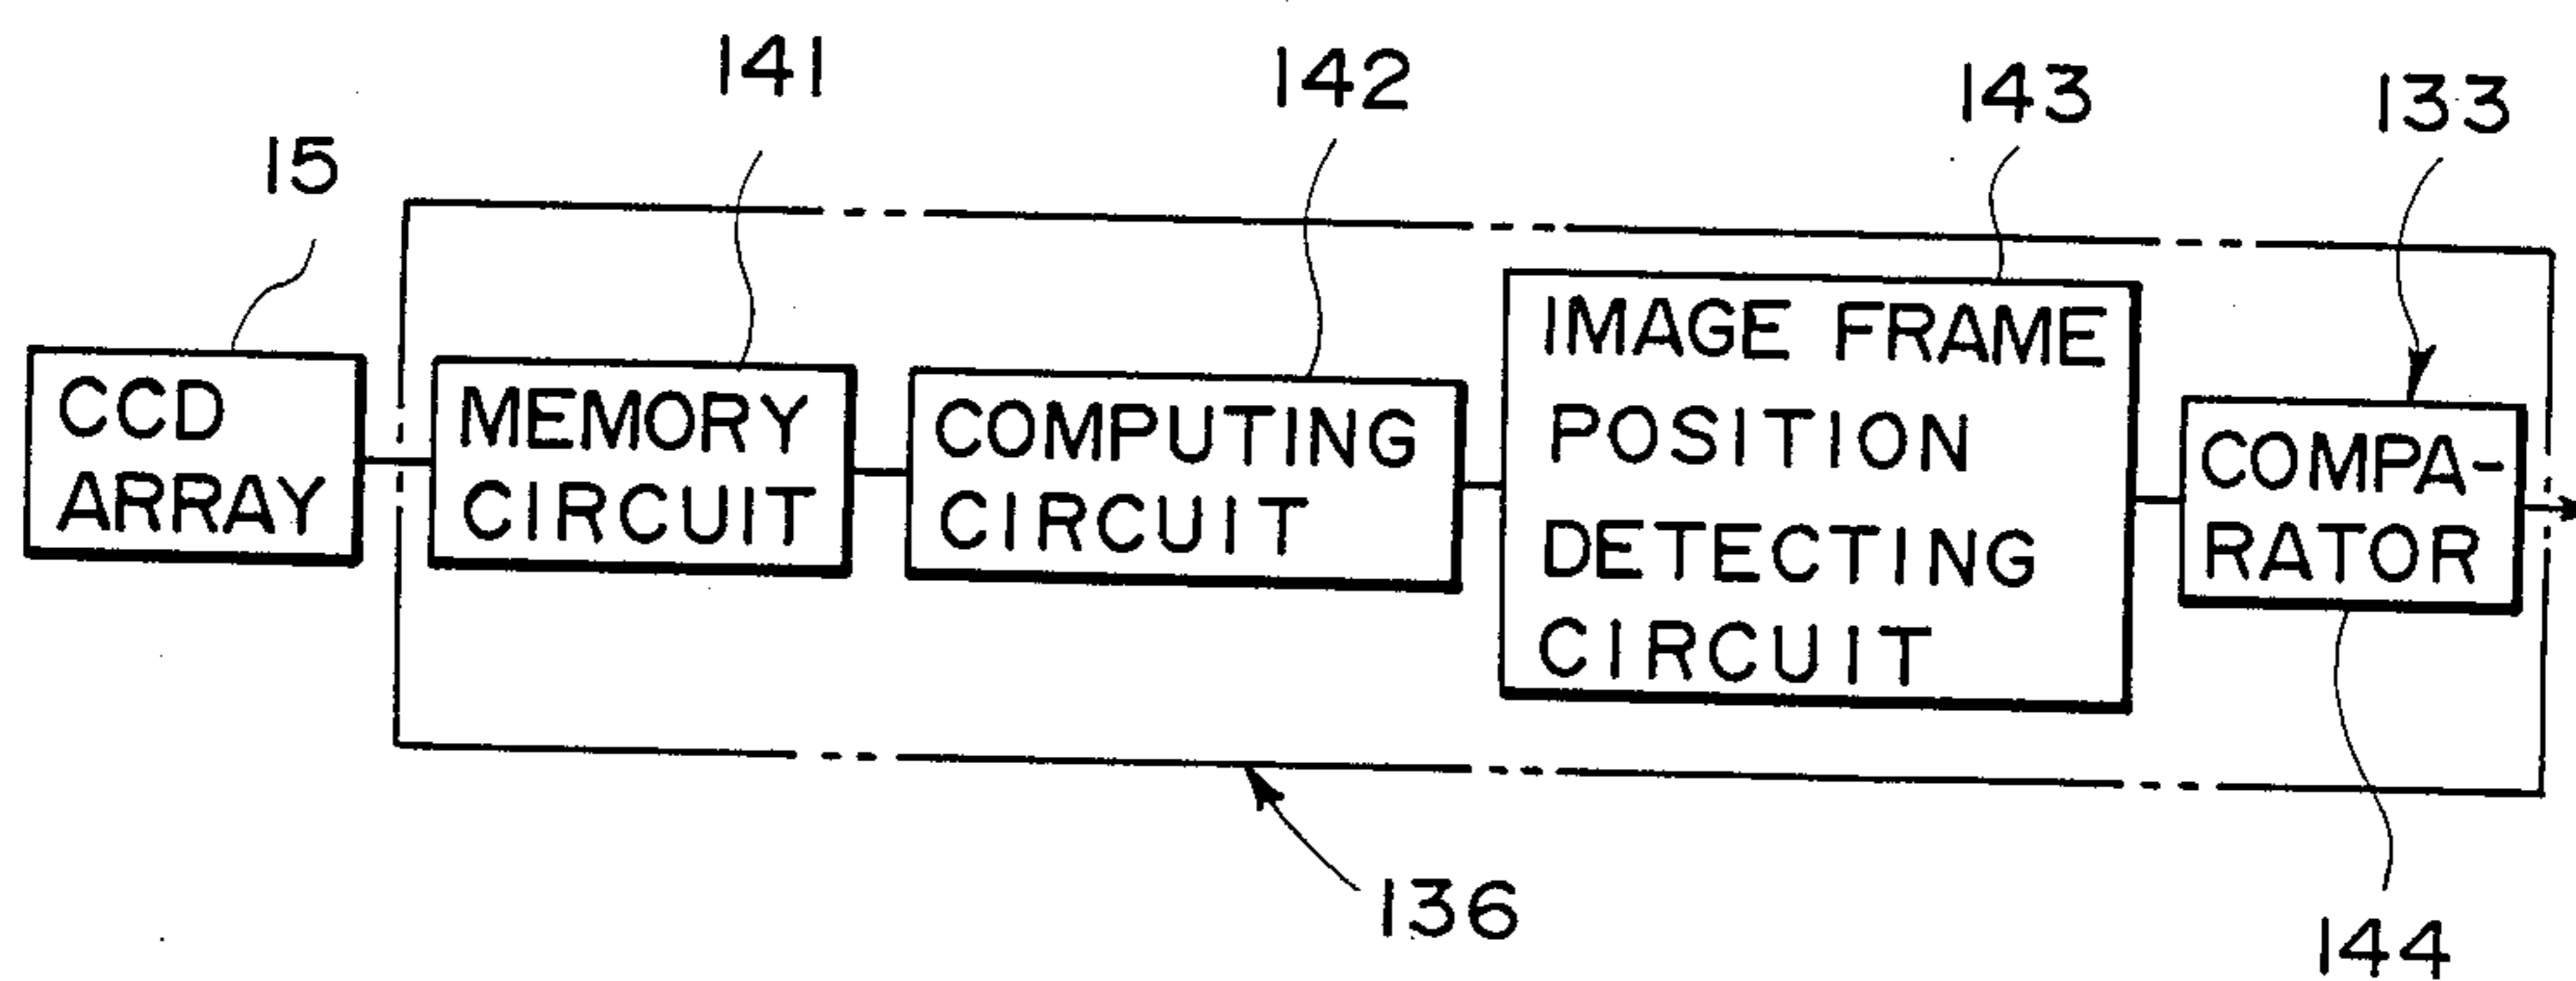 141
142
143
133
15
CCD
ARRAY
MEMORY
CIRCUIT
COMPUTING
CIRCUIT
IMAGE FRAME
POSITION
DETECTING
CIRCUIT
COMPA-
RATOR
136
144